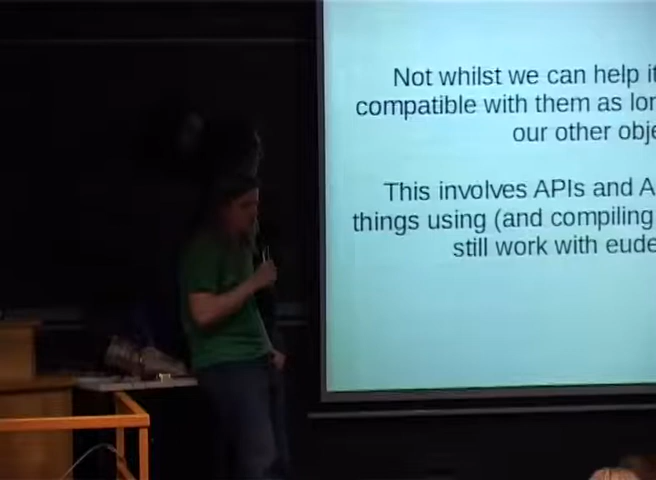 Not whilst we can help it
compatible with them as lon
our other obje
This involves APIs and A
things using (and compiling
still work with eude